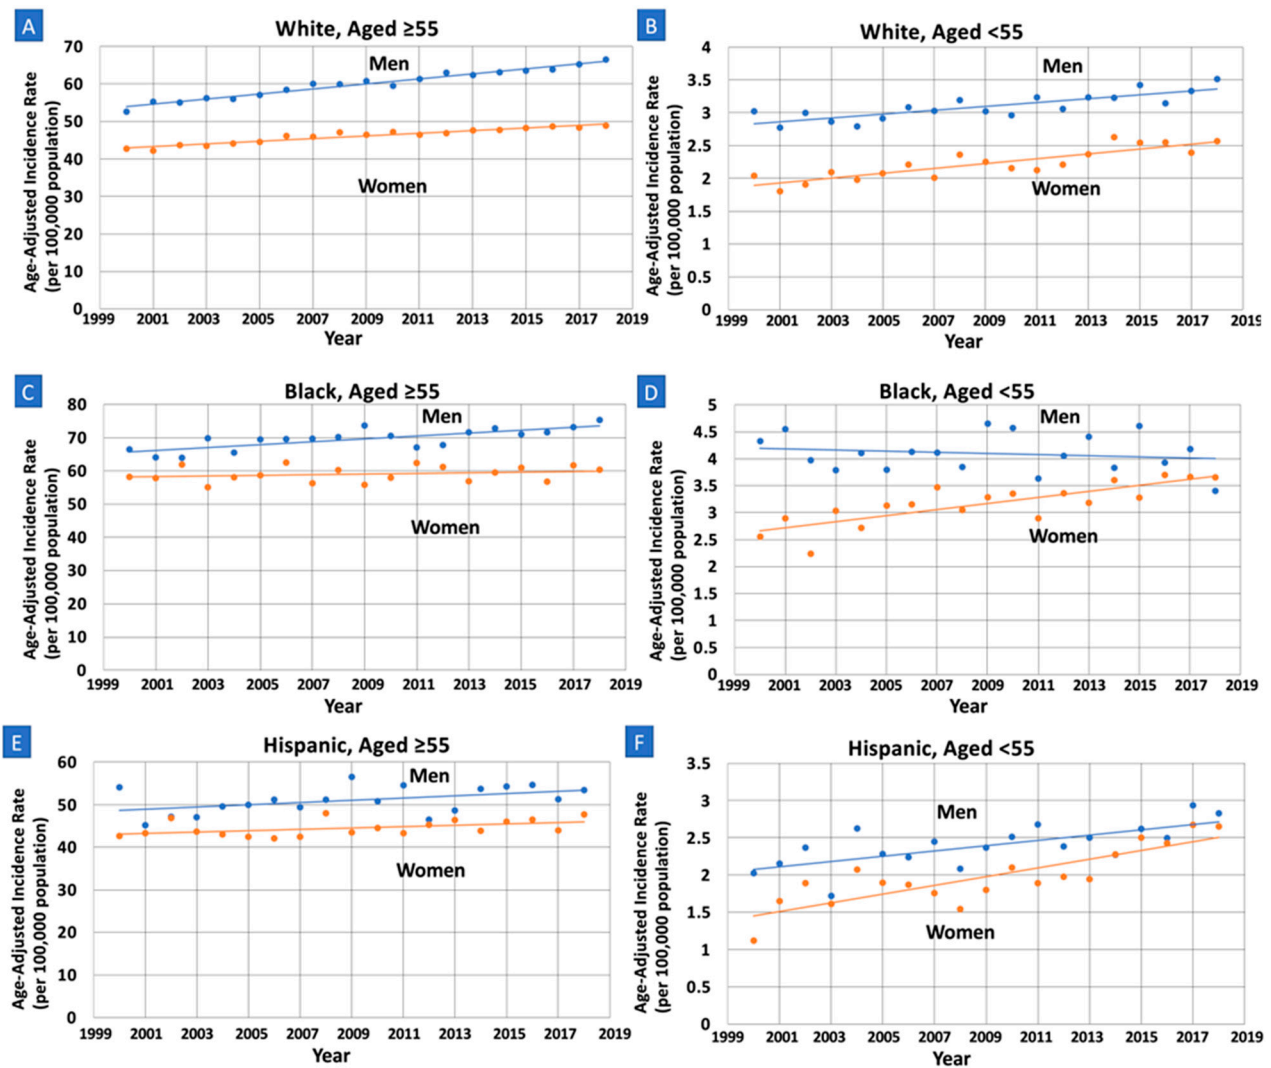 A
White, Aged ≥55
Age-Adjusted Incidence Rate
(per 100,000 population)
70
60
50
40
30
20
10
0
Men
Women
1999 2001 2003 2005 2007 2009 2011 2013 2015 2017 2019
Year
B
White, Aged <55
Age-Adjusted Incidence Rate
(per 100,000 population)
4
3.5
3
2.5
2
1.5
1
0.5
0
Men
Women
1999 2001 2003 2005 2007 2009 2011 2013 2015 2017 2019
Year
C
Black, Aged ≥55
Age-Adjusted Incidence Rate
(per 100,000 population)
80
70
60
50
40
30
20
10
0
Men
Women
1999 2001 2003 2005 2007 2009 2011 2013 2015 2017 2019
Year
D
Black, Aged <55
Age-Adjusted Incidence Rate
(per 100,000 population)
5
4.5
4
3.5
3
2.5
2
1.5
1
0.5
0
Men
Women
1999 2001 2003 2005 2007 2009 2011 2013 2015 2017 2019
Year
E
Hispanic, Aged ≥55
Age-Adjusted Incidence Rate
(per 100,000 population)
60
50
40
30
20
10
0
Men
Women
1999 2001 2003 2005 2007 2009 2011 2013 2015 2017 2019
Year
F
Hispanic, Aged <55
Age-Adjusted Incidence Rate
(per 100,000 population)
3.5
3
2.5
2
1.5
1
0.5
0
Men
Women
1999 2001 2003 2005 2007 2009 2011 2013 2015 2017 2019
Year